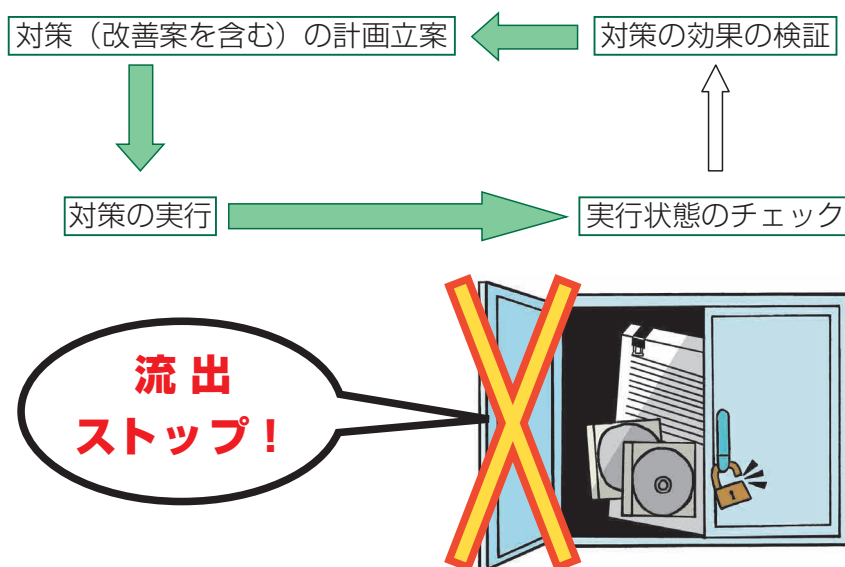 対策（改善案を含む）の計画立案
対策の効果の検証
対策の実行
実行状態のチェック
流出
ストップ！